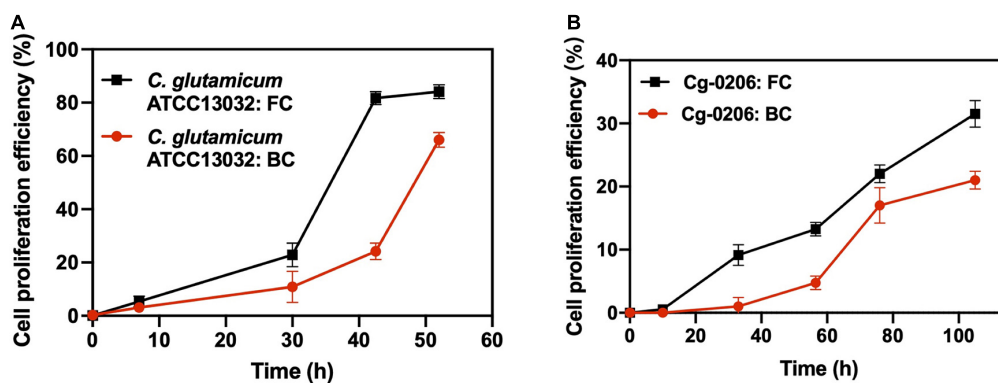 A
Cell proliferation efficiency (%)
100
80
60
40
20
0
C. glutamicum
ATCC13032: FC
C. glutamicum
ATCC13032: BC
0 10 20 30 40 50 60
Time (h)
B
Cell proliferation efficiency (%)
40
30
20
10
0
Cg-0206: FC
Cg-0206: BC
0 20 40 60 80 100
Time (h)